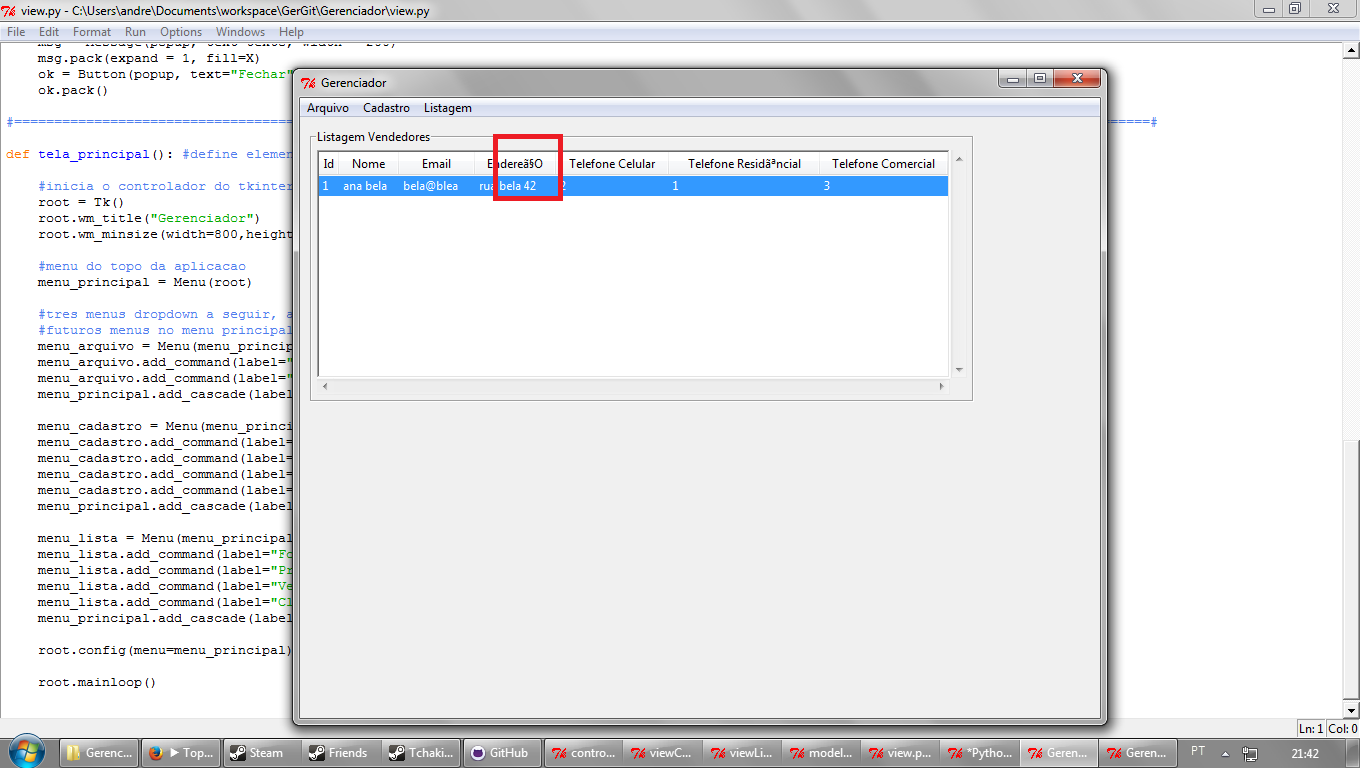 view.py - C:\Users\andre\Documents\workspace\GerGit\Gerenciador\view.py
File Edit Format Run Options Windows Help
msg.pack(expand = 1, fill=X)
ok = Button(popup, text="Fechar"
ok.pack()
def tela_principal(): #define elemen
#inicia o controlador do tkinter
root = Tk()
root.wm_title("Gerenciador")
root.wm_minsize(width=800,height
#menu do topo da aplicacao
menu_principal = Menu(root)
#tres menus dropdown a seguir, a
#futuros menus no menu principal
menu_arquivo = Menu(menu_princip
menu_arquivo.add_command(label="
menu_arquivo.add_command(label="
menu_principal.add_cascade(label
menu_cadastro = Menu(menu_princi
menu_cadastro.add_command(label=
menu_cadastro.add_command(label=
menu_cadastro.add_command(label=
menu_cadastro.add_command(label=
menu_principal.add_cascade(label
menu_lista = Menu(menu_principal
menu_lista.add_command(label="Fo
menu_lista.add_command(label="Pr
menu_lista.add_command(label="Ve
menu_lista.add_command(label="Cl
menu_principal.add_cascade(label
root.config(menu=menu_principal)
root.mainloop()
Gerenciador
Arquivo Cadastro Listagem
Listagem Vendedores
Id Nome Email Endereã§O Telefone Celular Telefone Residãªncial Telefone Comercial
1 ana bela bela@blea rua bela 42 2 1 3
Ln: 1 Col: 0
Gerenc... Top... Steam Friends Tchaki... GitHub contro... viewC... viewLi... model... view.p... *Python... Geren... Geren... PT 21:42